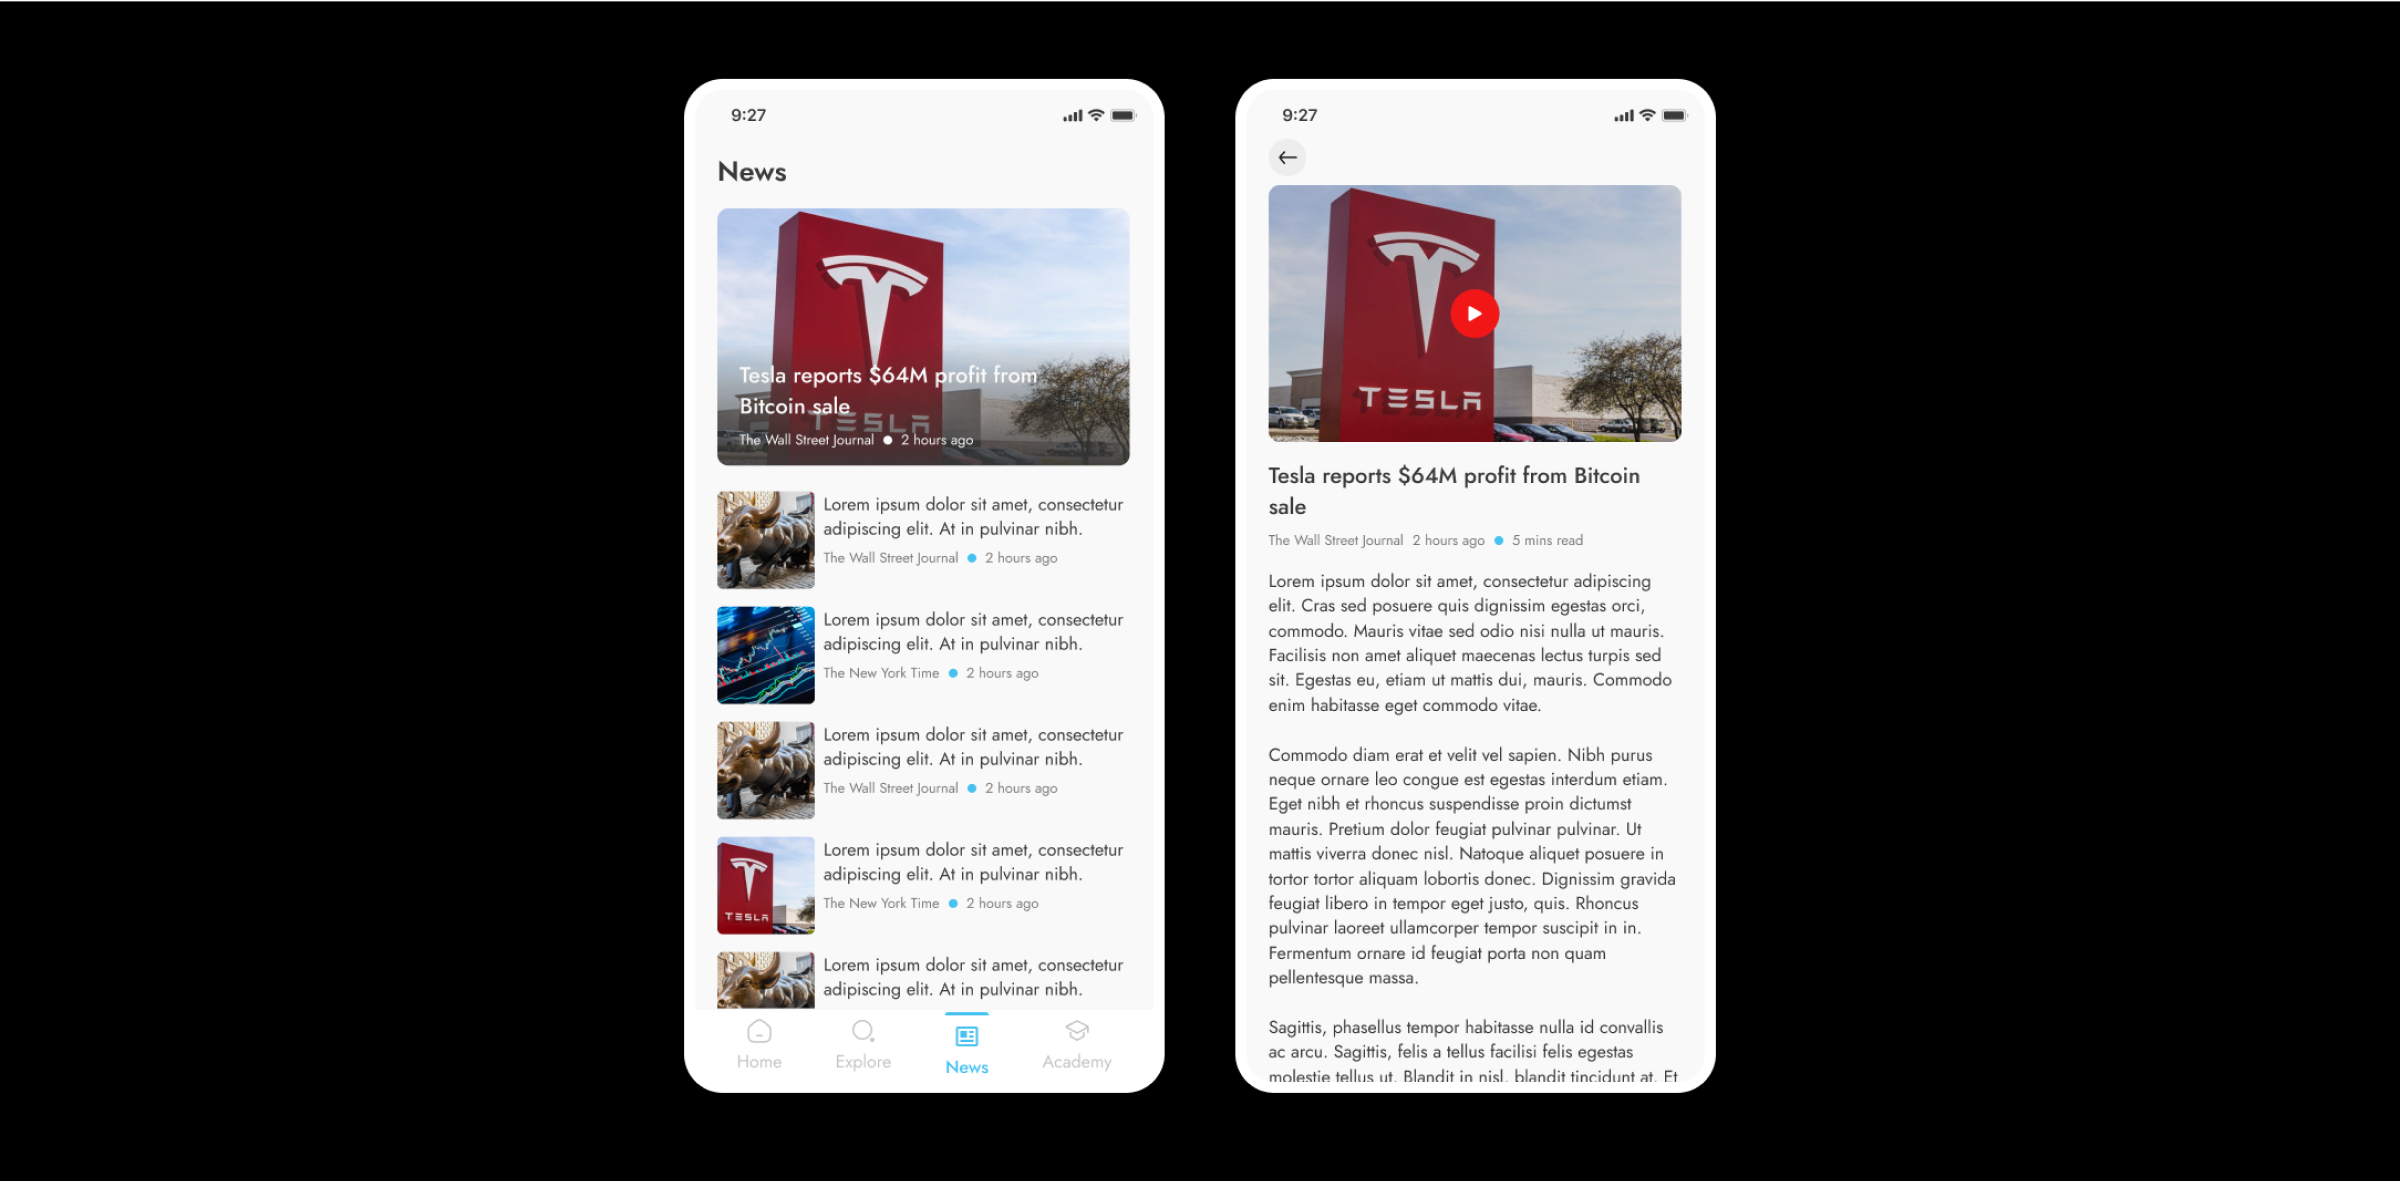 9:27
News
Tesla reports $64M profit from
Bitcoin sale
TESLA
The Wall Street Journal 2 hours ago
Lorem ipsum dolor sit amet, consectetur
adipiscing elit. At in pulvinar nibh.
The Wall Street Journal 2 hours ago
Lorem ipsum dolor sit amet, consectetur
adipiscing elit. At in pulvinar nibh.
The New York Time 2 hours ago
Lorem ipsum dolor sit amet, consectetur
adipiscing elit. At in pulvinar nibh.
The Wall Street Journal 2 hours ago
TESLA
Lorem ipsum dolor sit amet, consectetur
adipiscing elit. At in pulvinar nibh.
The New York Time 2 hours ago
Lorem ipsum dolor sit amet, consectetur
adipiscing elit. At in pulvinar nibh.
Home Explore News Academy
9:27
TESLA
Tesla reports $64M profit from Bitcoin
sale
The Wall Street Journal 2 hours ago 5 mins read
Lorem ipsum dolor sit amet, consectetur adipiscing
elit. Cras sed posuere quis dignissim egestas orci,
commodo. Mauris vitae sed odio nisi nulla ut mauris.
Facilisis non amet aliquet maecenas lectus turpis sed
sit. Egestas eu, etiam ut mattis dui, mauris. Commodo
enim habitasse eget commodo vitae.
Commodo diam erat et velit vel sapien. Nibh purus
neque ornare leo congue est egestas interdum etiam.
Eget nibh et rhoncus suspendisse proin dictumst
mauris. Pretium dolor feugiat pulvinar pulvinar. Ut
mattis viverra donec nisl. Natoque aliquet posuere in
tortor tortor aliquam lobortis donec. Dignissim gravida
feugiat libero in tempor eget justo, quis. Rhoncus
pulvinar laoreet ullamcorper tempor suscipit in in.
Fermentum ornare id feugiat porta non quam
pellentesque massa.
Sagittis, phasellus tempor habitasse nulla id convallis
ac arcu. Sagittis, felis a tellus facilisi felis egestas
molestie tellus ut. Blandit in nisl, blandit tincidunt at. Et